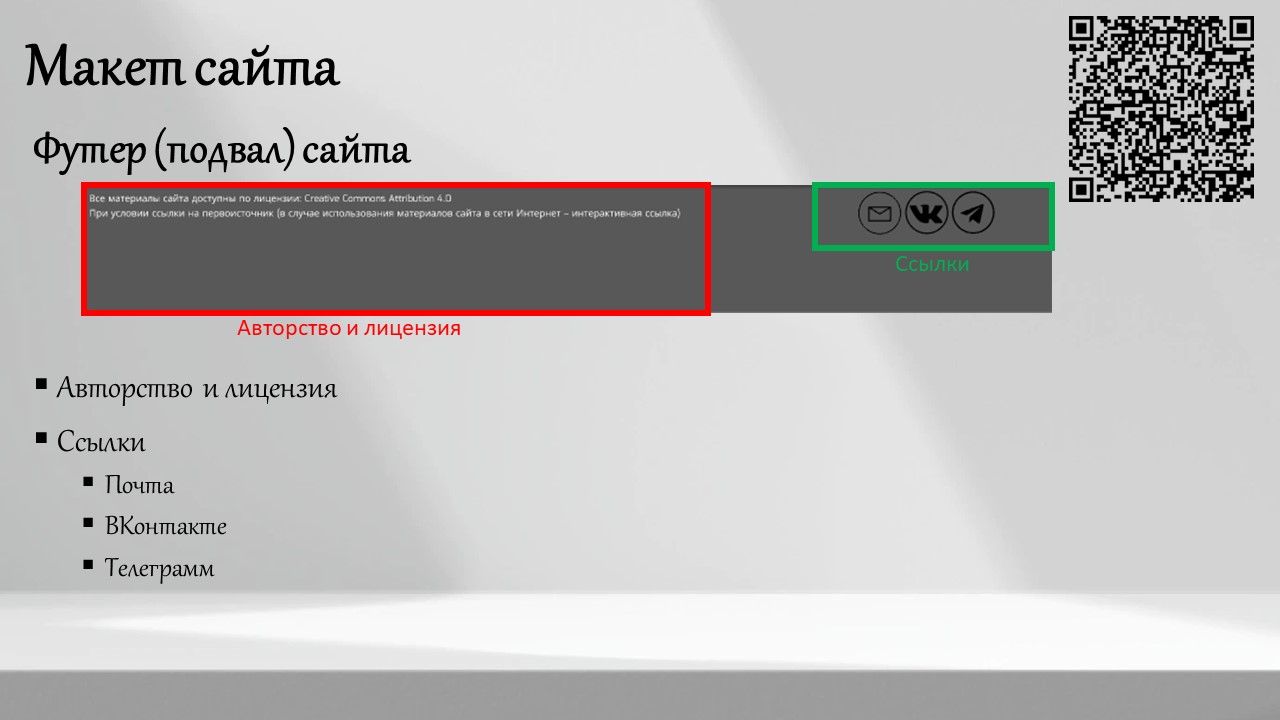 Макет сайта
Футер (подвал) сайта
Все материалы сайта доступны по лицензии: Creative Commons Attribution 4.0
При условии ссылки на первоисточник (в случае использования материалов сайта в сети Интернет – интерактивная ссылка)
Ссылки
Авторство и лицензия
▪ Авторство и лицензия
▪ Ссылки
▪ Почта
▪ ВКонтакте
▪ Телеграмм